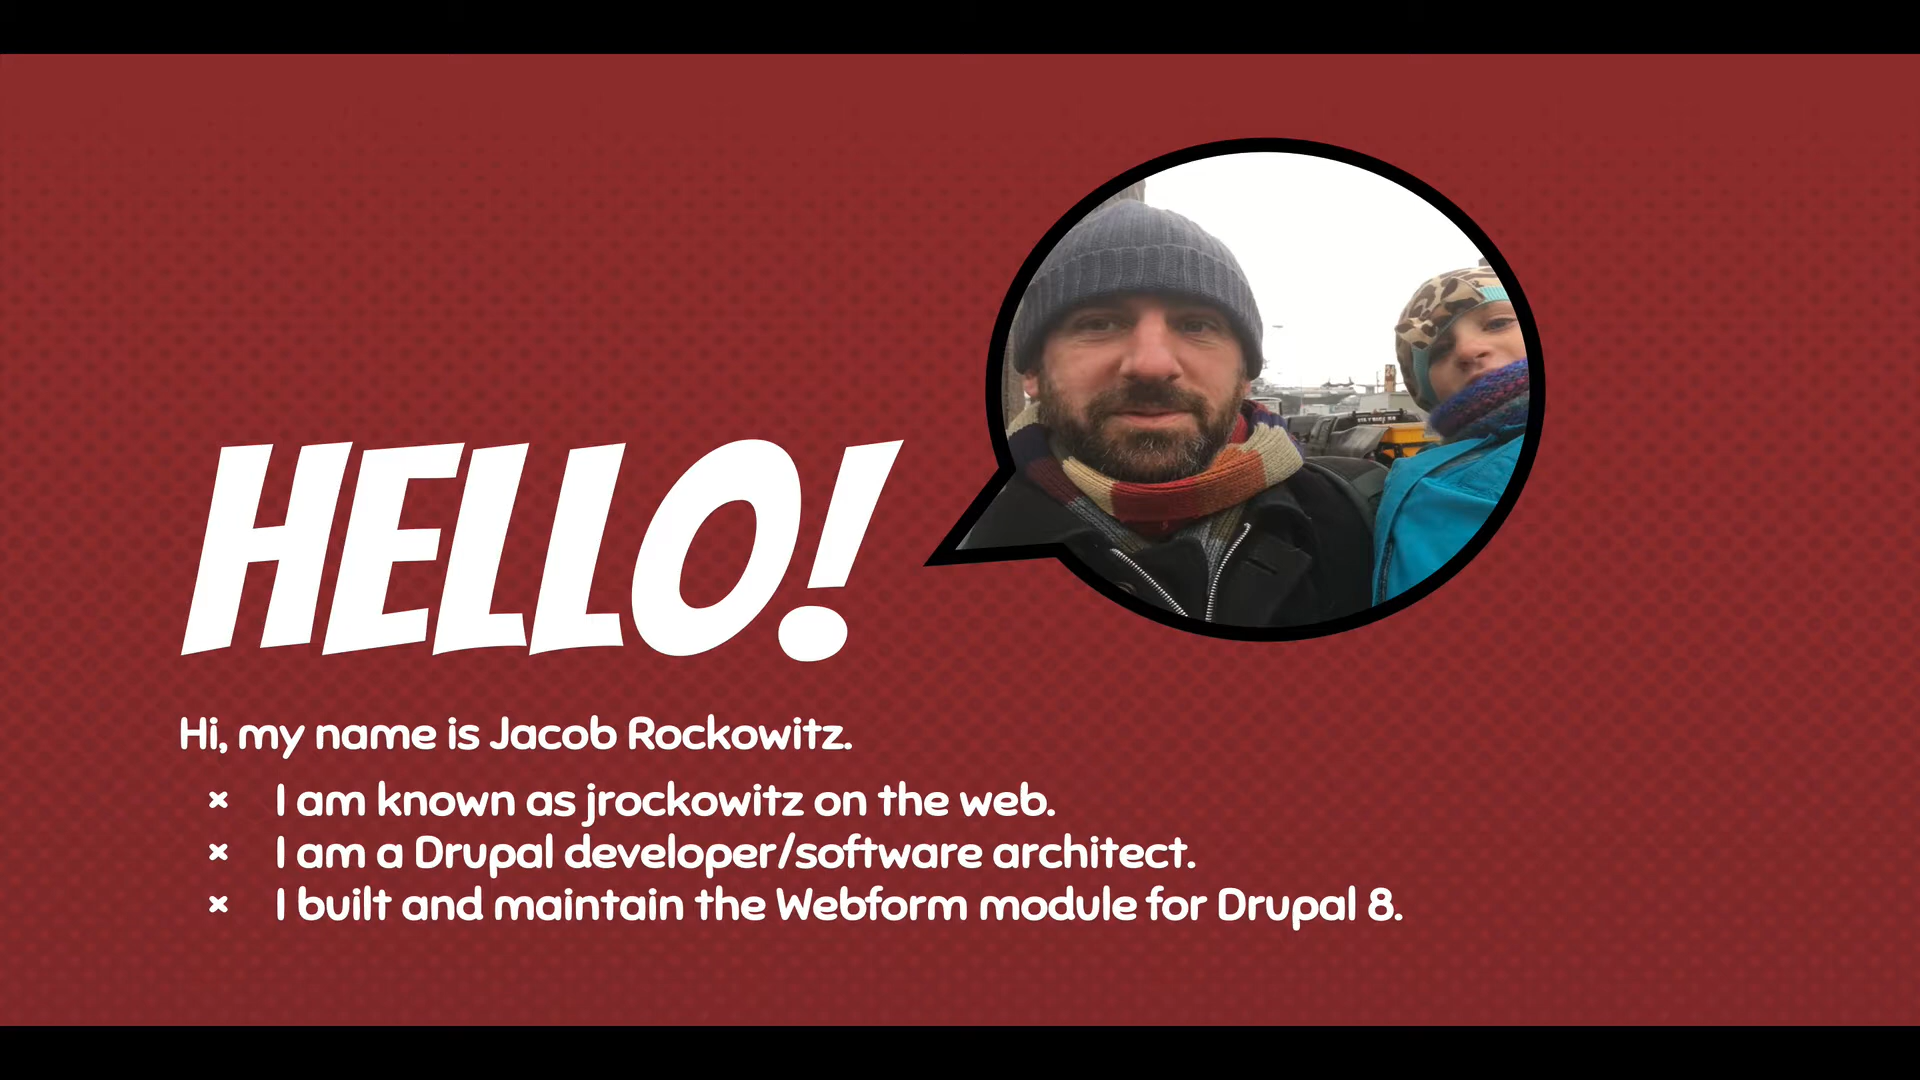 HELLO!
Hi, my name is Jacob Rockowitz.
× I am known as jrockowitz on the web.
× I am a Drupal developer/software architect.
× I built and maintain the Webform module for Drupal 8.